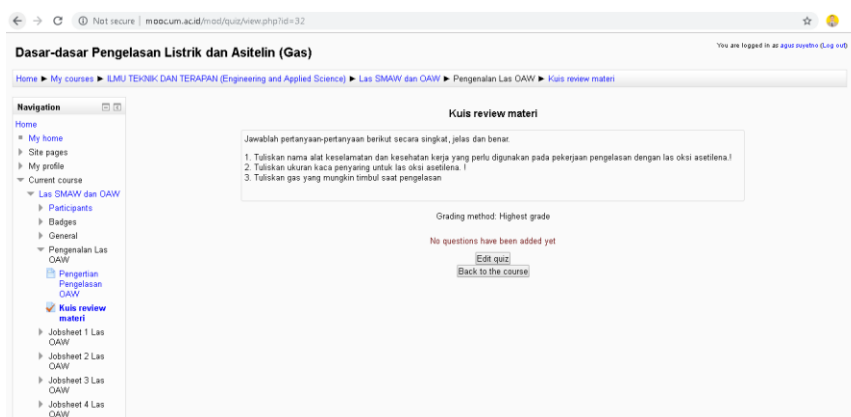 Not secure | mooc.um.ac.id/mod/quiz/view.php?id=32
Dasar-dasar Pengelasan Listrik dan Asitelin (Gas)
You are logged in as agus suyetno (Log out)
Home ► My courses ► ILMU TEKNIK DAN TERAPAN (Engineering and Applied Science) ► Las SMAW dan OAW ► Pengenalan Las OAW ► Kuis review materi
Navigation
Home
My home
Site pages
My profile
Current course
Las SMAW dan OAW
Participants
Badges
General
Pengenalan Las
OAW
Pengertian
Pengelasan
OAW
Kuis review
materi
Jobsheet 1 Las
OAW
Jobsheet 2 Las
OAW
Jobsheet 3 Las
OAW
Jobsheet 4 Las
OAW
Kuis review materi
Jawablah pertanyaan-pertanyaan berikut secara singkat, jelas dan benar.
1. Tuliskan nama alat keselamatan dan kesehatan kerja yang perlu digunakan pada pekerjaan pengelasan dengan las oksi asetilena.!
2. Tuliskan ukuran kaca penyaring untuk las oksi asetilena. !
3. Tuliskan gas yang mungkin timbul saat pengelasan
Grading method: Highest grade
No questions have been added yet
Edit quiz
Back to the course